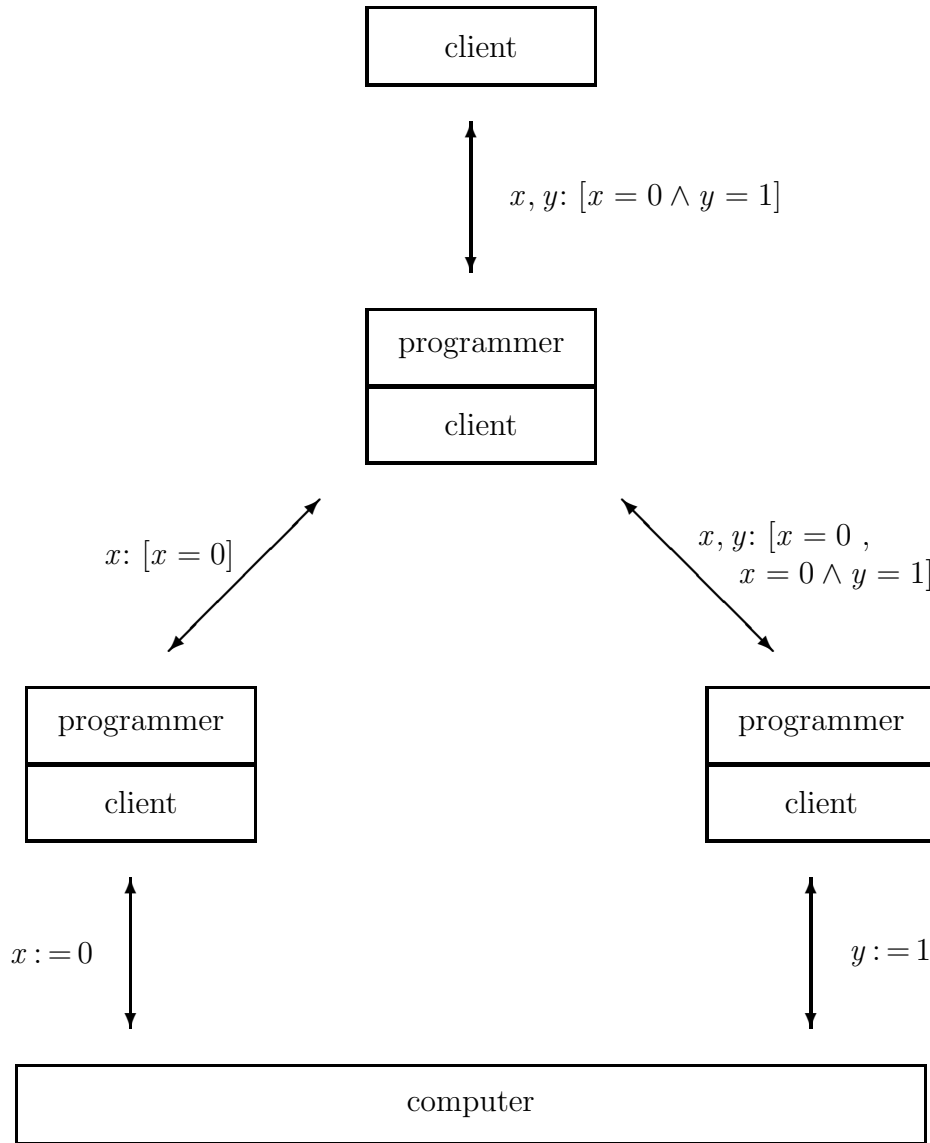 client
x, y: [x = 0 ∧ y = 1]
programmer
client
x: [x = 0]
x, y: [x = 0 ,
x = 0 ∧ y = 1]
programmer
client
programmer
client
x := 0
y := 1
computer